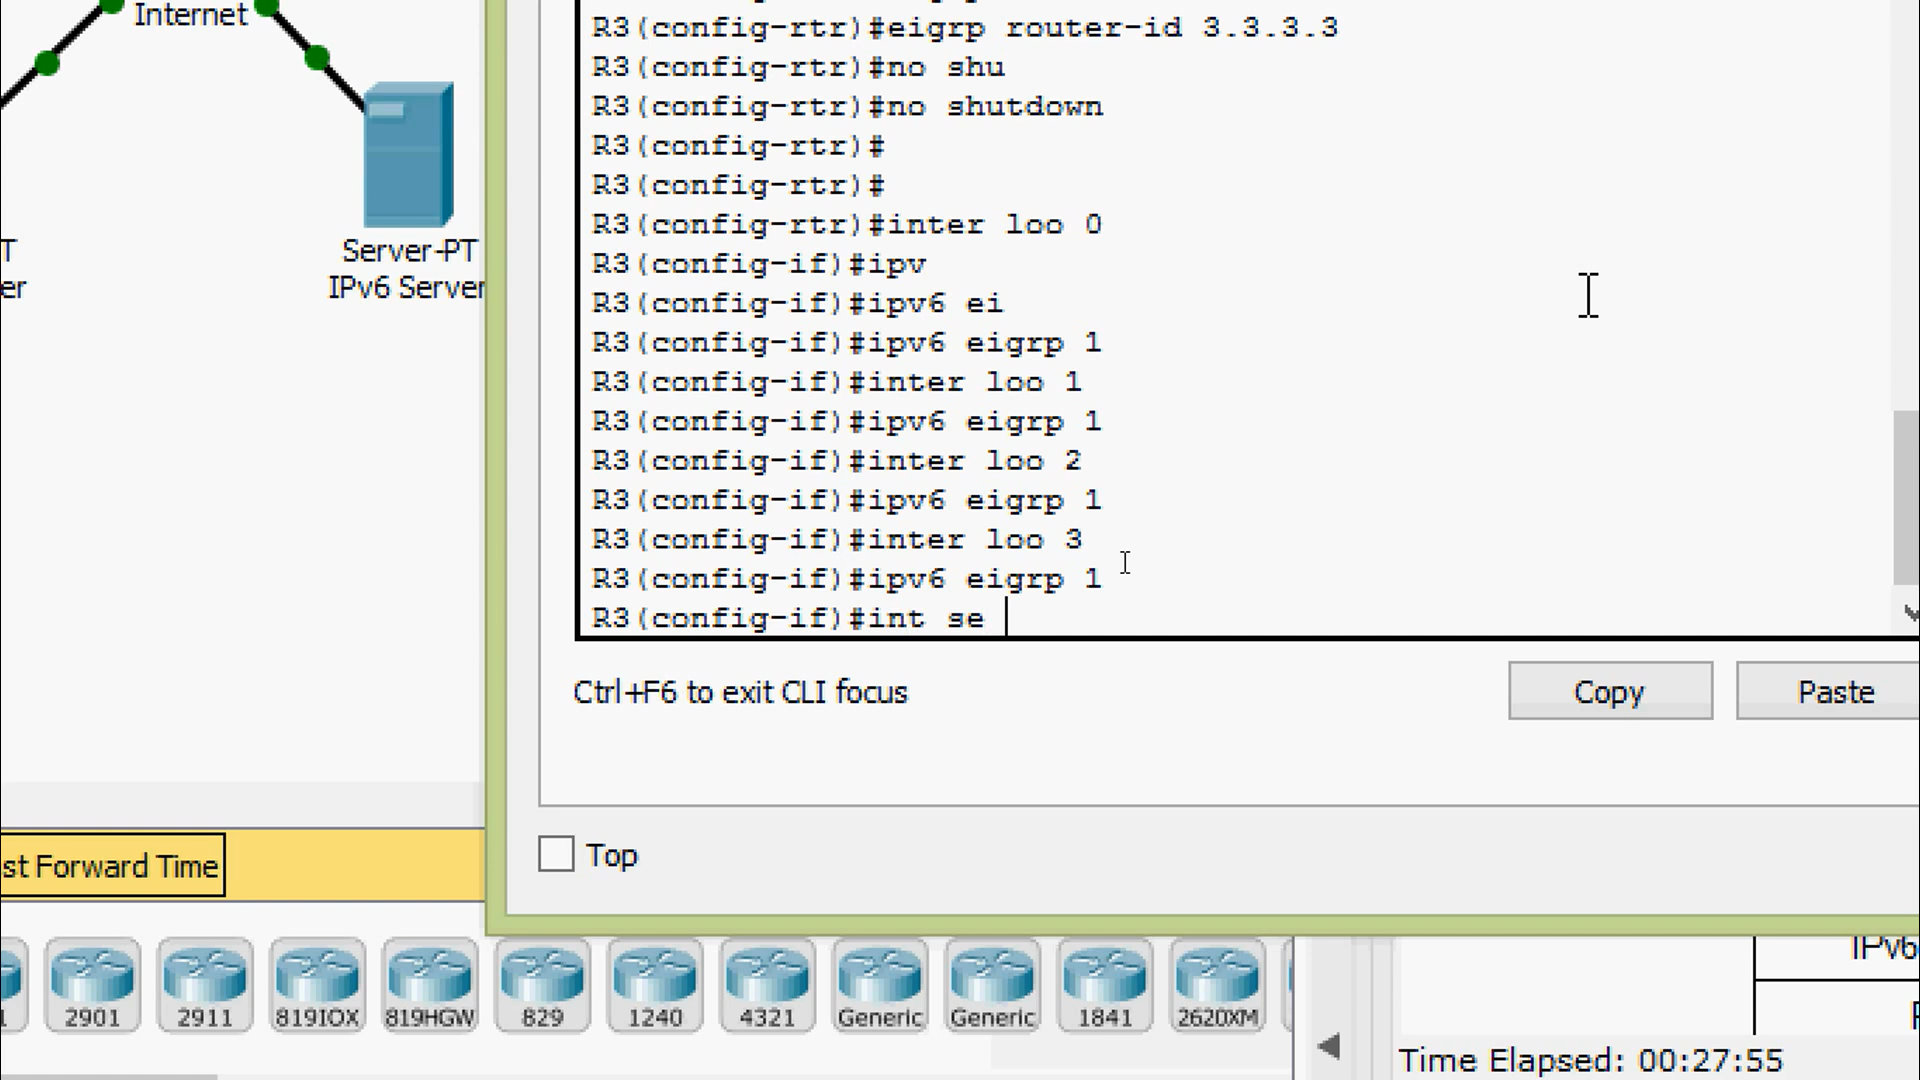 Internet
Server-PT
IPv6 Server
T
er
R3(config-rtr)#eigrp router-id 3.3.3.3
R3(config-rtr)#no shu
R3(config-rtr)#no shutdown
R3(config-rtr)#
R3(config-rtr)#
R3(config-rtr)#inter loo 0
R3(config-if)#ipv
R3(config-if)#ipv6 ei
R3(config-if)#ipv6 eigrp 1
R3(config-if)#inter loo 1
R3(config-if)#ipv6 eigrp 1
R3(config-if)#inter loo 2
R3(config-if)#ipv6 eigrp 1
R3(config-if)#inter loo 3
R3(config-if)#ipv6 eigrp 1
R3(config-if)#int se
Ctrl+F6 to exit CLI focus
Copy
Paste
Top
st Forward Time
1
2901
2911
819IOX
819HGW
829
1240
4321
Generic
Generic
1841
2620XM
IPv6
Time Elapsed: 00:27:55